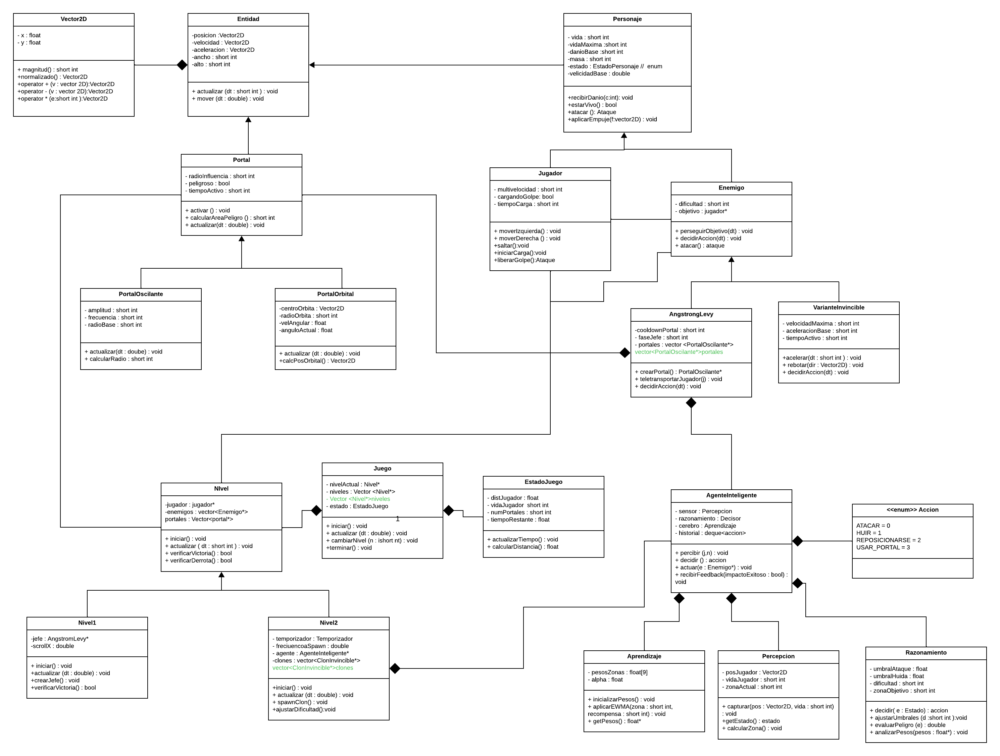 Vector2D
- x : float
- y : float
+ magnitud() : short int
+normalizado() : Vector2D
+operator + (v : vector 2D):Vector2D
+operator - (v : vector 2D):Vector2D
+operator * (e:short int ):Vector2D
Entidad
-posicion :Vector2D
-velocidad : Vector2D
-aceleracion : Vector2D
-ancho : short int
-alto : short int
+ actualizar (dt : short int ) : void
+ mover (dt : double) : void
Personaje
- vida : short int
-vidaMaxima :short int
-danioBase :short int
-masa : short int
-estado : EstadoPersonaje //  enum
-velicidadBase : double
+recibirDanio(c:int): void
+estarVivo() : bool
+atacar (): Ataque
+aplicarEmpuje(f:vector2D) : void
Portal
- radioInfluencia : short int
- peligroso : bool
- tiempoActivo : short int
+ activar () : void
+ calcularAreaPeligro () : short int
+ actualizar(dt : double) : void
Jugador
- multivelocidad : short int
- cargandoGolpe: bool
- tiempoCarga : short int
+ moverIzquierda() : void
+ moverDerecha () : void
+saltar():void
+iniciarCarga():void
+liberarGolpe():Ataque
Enemigo
- dificultad : short int
- objetivo : jugador*
+ perseguirObjetivo(dt) : void
+ decidirAccion(dt) : void
+ atacar() : ataque
PortalOscilante
- amplitud : short int
- frecuencia : short int
- radioBase : short int
+ actualizar(dt : doube) : void
+ calcularRadio : short int
PortalOrbital
-centroOrbita : Vector2D
-radioOrbita : short int
-velAngular : float
-anguloActual : float
+ actualizar (dt : double) : void
+calcPosOrbital() : Vector2D
AngstrongLevy
-cooldownPortal : short int
- faseJefe : short int
- portales : vector <PortalOscilante*>
vector<PortalOscilante*>portales
+ crearPortal() : PortalOscilante*
+ teletransportarJugador(j) : void
+ decidirAccion(dt) : void
VarianteInvincible
- velocidadMaxima : short int
- aceleracionBase : short int
- tiempoActivo : short int
+acelerar(dt : short int ) : void
+ rebotar(dir : Vector2D) : void
+ decidirAccion(dt) : void
NIvel
-jugador : jugador*
-enemigos : vector<Enemigo*>
portales : Vector<portal*>
+ iniciar() : void
+ actualizar ( dt : short int ) : void
+ verificarVictoria() : bool
+ verificarDerrota() : bool
Juego
- nivelActual : Nivel*
- niveles : Vector <Nivel*>
- Vector <Nivel*>niveles
- estado : EstadoJuego
1
+ iniciar() : void
+ actualizar (dt : double) : void
+ cambiarNivel (n : ishort nt) : void
+terminar() : void
EstadoJuego
- distJugador : float
- vidaJugador  short int
- numPortales : short int
- tiempoRestante : float
+ actualizarTiempo() : void
+ calcularDistancia() : float
AgenteInteligente
- sensor : Percepcion
- razonamiento : Decisor
- cerebro : Aprendizaje
- historial : deque<accion>
+ percibir (j,n) : void
+ decidir () : accion
+ actuar(e : Enemigo*) : void
+ recibirFeedback(impactoExitoso : bool) :
void
<<enum>> Accion
ATACAR = 0
HUIR = 1
REPOSICIONARSE = 2
USAR_PORTAL = 3
Nivel1
-jefe : AngstromLevy*
-scrollX : double
+ iniciar() : void
+actualizar (dt : double) : void
+crearJefe() : void
+verificarVictoria() : bool
Nivel2
- temporizador : Temporizador
- freciuencoaSpawn : double
- agente : AgenteInteligente*
-clones : vector<ClonInvincible*>
vector<ClonInvincible*>clones
+iniciar() : void
+ actualizar (dt : double) : void
+ spawnClon() : void
+ajustarDificultad():void
Aprendizaje
- pesosZonas : float[9]
- alpha : float
+ inicializarPesos() : void
+ aplicarEWMA(zona : short int,
recompensa : short int) : void
+ getPesos() : float*
Percepcion
- posJugador : Vector2D
- vidaJugador : short int
- zonaActual : short int
+ capturar(pos : Vector2D, vida : short int)
: void
+getEstado() : estado
+ calcularZona() : void
Razonamiento
- umbralAtaque : float
- umbralHuida : float
- dificultad : short int
- zonaObjetivo : short int
+ decidir( e : Estado) : accion
+ ajustarUmbrales (d :short int ):void
+ evaluarPeligro (e) : double
+ analizarPesos(pesos : float*) : void